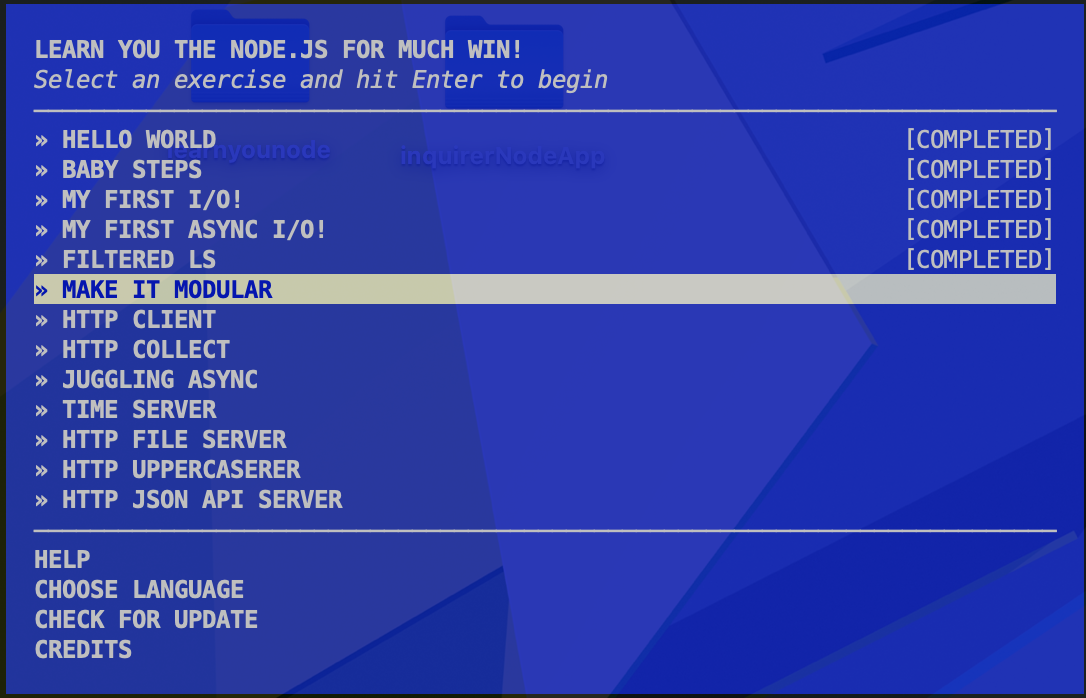 LEARN YOU THE NODE.JS FOR MUCH WIN!
Select an exercise and hit Enter to begin
» HELLO WORLD [COMPLETED]
learnyounode inquirerNodeApp
» BABY STEPS [COMPLETED]
» MY FIRST I/O! [COMPLETED]
» MY FIRST ASYNC I/O! [COMPLETED]
» FILTERED LS [COMPLETED]
» MAKE IT MODULAR
» HTTP CLIENT
» HTTP COLLECT
» JUGGLING ASYNC
» TIME SERVER
» HTTP FILE SERVER
» HTTP UPPERCASERER
» HTTP JSON API SERVER
HELP
CHOOSE LANGUAGE
CHECK FOR UPDATE
CREDITS